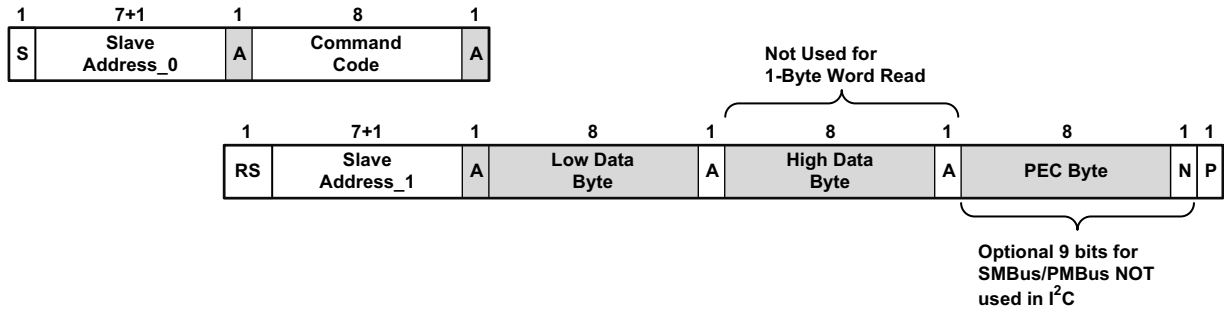 1 7+1 1 8 1
S Slave Address_0 A Command Code A
Not Used for
1-Byte Word Read
1 7+1 1 8 1 8 1 8 1 1
RS Slave Address_1 A Low Data Byte A High Data Byte A PEC Byte N P
Optional 9 bits for
SMBus/PMBus NOT
used in I²C